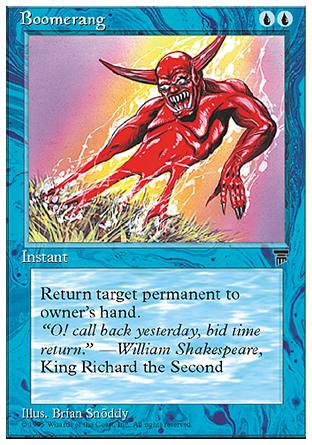 Boomerang
Instant
Return target permanent to
owner's hand.
"O! call back yesterday, bid time
return." —William Shakespeare,
King Richard the Second
Illus. Brian Snöddy
© 1995 Wizards of the Coast, Inc. All rights reserved.